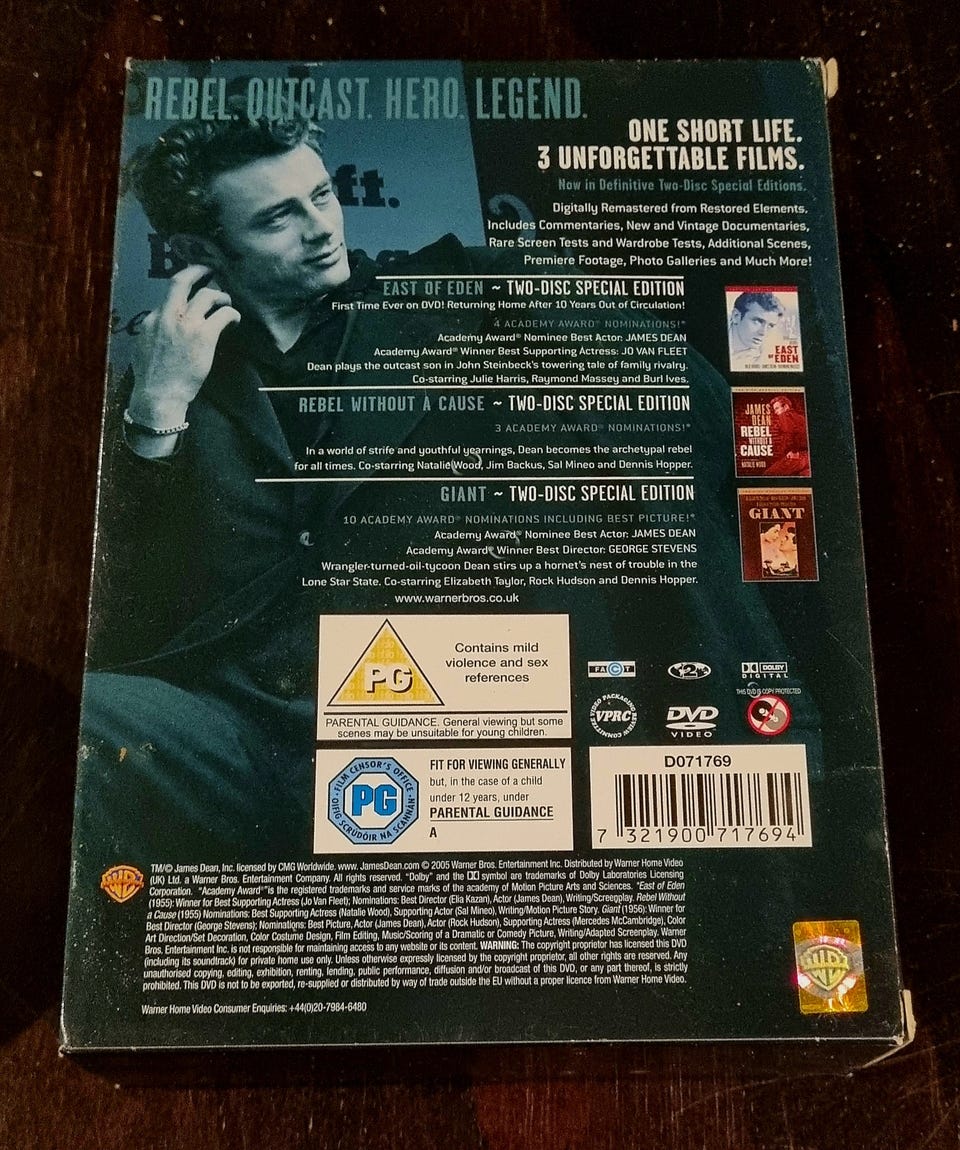 REBEL. OUTCAST. HERO. LEGEND.
ONE SHORT LIFE.
3 UNFORGETTABLE FILMS.
Now in Definitive Two-Disc Special Editions.
Digitally Remastered from Restored Elements.
Includes Commentaries, New and Vintage Documentaries,
Rare Screen Tests and Wardrobe Tests, Additional Scenes,
Premiere Footage, Photo Galleries and Much More!
EAST OF EDEN ~ TWO-DISC SPECIAL EDITION
First Time Ever on DVD! Returning Home After 10 Years Out of Circulation!
4 ACADEMY AWARD® NOMINATIONS!*
Academy Award® Nominee Best Actor: JAMES DEAN
Academy Award® Winner Best Supporting Actress: JO VAN FLEET
Dean plays the outcast son in John Steinbeck's towering tale of family rivalry.
Co-starring Julie Harris, Raymond Massey and Burl Ives.
EAST
OF EDEN
REBEL WITHOUT A CAUSE ~ TWO-DISC SPECIAL EDITION
3 ACADEMY AWARD® NOMINATIONS!*
In a world of strife and youthful yearnings, Dean becomes the archetypal rebel
for all times. Co-starring Natalie Wood, Jim Backus, Sal Mineo and Dennis Hopper.
JAMES
DEAN
REBEL
WITHOUT A
CAUSE
NATALIE WOOD
GIANT ~ TWO-DISC SPECIAL EDITION
10 ACADEMY AWARD® NOMINATIONS INCLUDING BEST PICTURE!*
Academy Award® Nominee Best Actor: JAMES DEAN
Academy Award® Winner Best Director: GEORGE STEVENS
Wrangler-turned-oil-tycoon Dean stirs up a hornet's nest of trouble in the
Lone Star State. Co-starring Elizabeth Taylor, Rock Hudson and Dennis Hopper.
GIANT
www.warnerbros.co.uk
PG
Contains mild
violence and sex
references
PARENTAL GUIDANCE. General viewing but some
scenes may be unsuitable for young children.
FACT
2
DOLBY
DIGITAL
THIS DVD IS COPY PROTECTED
VIDEO PACKAGING REVIEW COMMITTEE
VPRC
DVD
VIDEO
FILM CENSOR'S OFFICE
PG
OIFIG SCRÚDÓIR NA SCANNÁN
FIT FOR VIEWING GENERALLY
but, in the case of a child
under 12 years, under
PARENTAL GUIDANCE
A
D071769
7 321900 717694
WB
TM/© James Dean, Inc. licensed by CMG Worldwide. www.JamesDean.com © 2005 Warner Bros. Entertainment Inc. Distributed by Warner Home Video
(UK) Ltd. a Warner Bros. Entertainment Company. All rights reserved. "Dolby" and the symbol are trademarks of Dolby Laboratories Licensing
Corporation. "Academy Award®" is the registered trademarks and service marks of the academy of Motion Picture Arts and Sciences. *East of Eden
(1955): Winner for Best Supporting Actress (Jo Van Fleet); Nominations: Best Director (Elia Kazan), Actor (James Dean), Writing/Screenplay. Rebel Without
a Cause (1955) Nominations: Best Supporting Actress (Natalie Wood), Supporting Actor (Sal Mineo), Writing/Motion Picture Story. Giant (1956): Winner for
Best Director (George Stevens); Nominations: Best Picture, Actor (James Dean), Actor (Rock Hudson), Supporting Actress (Mercedes McCambridge), Color
Art Direction/Set Decoration, Color Costume Design, Film Editing, Music/Scoring of a Dramatic or Comedy Picture, Writing/Adapted Screenplay. Warner
Bros. Entertainment Inc. is not responsible for maintaining access to any website or its content. WARNING: The copyright proprietor has licensed this DVD
(including its soundtrack) for private home use only. Unless otherwise expressly licensed by the copyright proprietor, all other rights are reserved. Any
unauthorised copying, editing, exhibition, renting, lending, public performance, diffusion and/or broadcast of this DVD, or any part thereof, is strictly
prohibited. This DVD is not to be exported, re-supplied or distributed by way of trade outside the EU without a proper licence from Warner Home Video.
Warner Home Video Consumer Enquiries: +44(0)20-7984-6480
WB